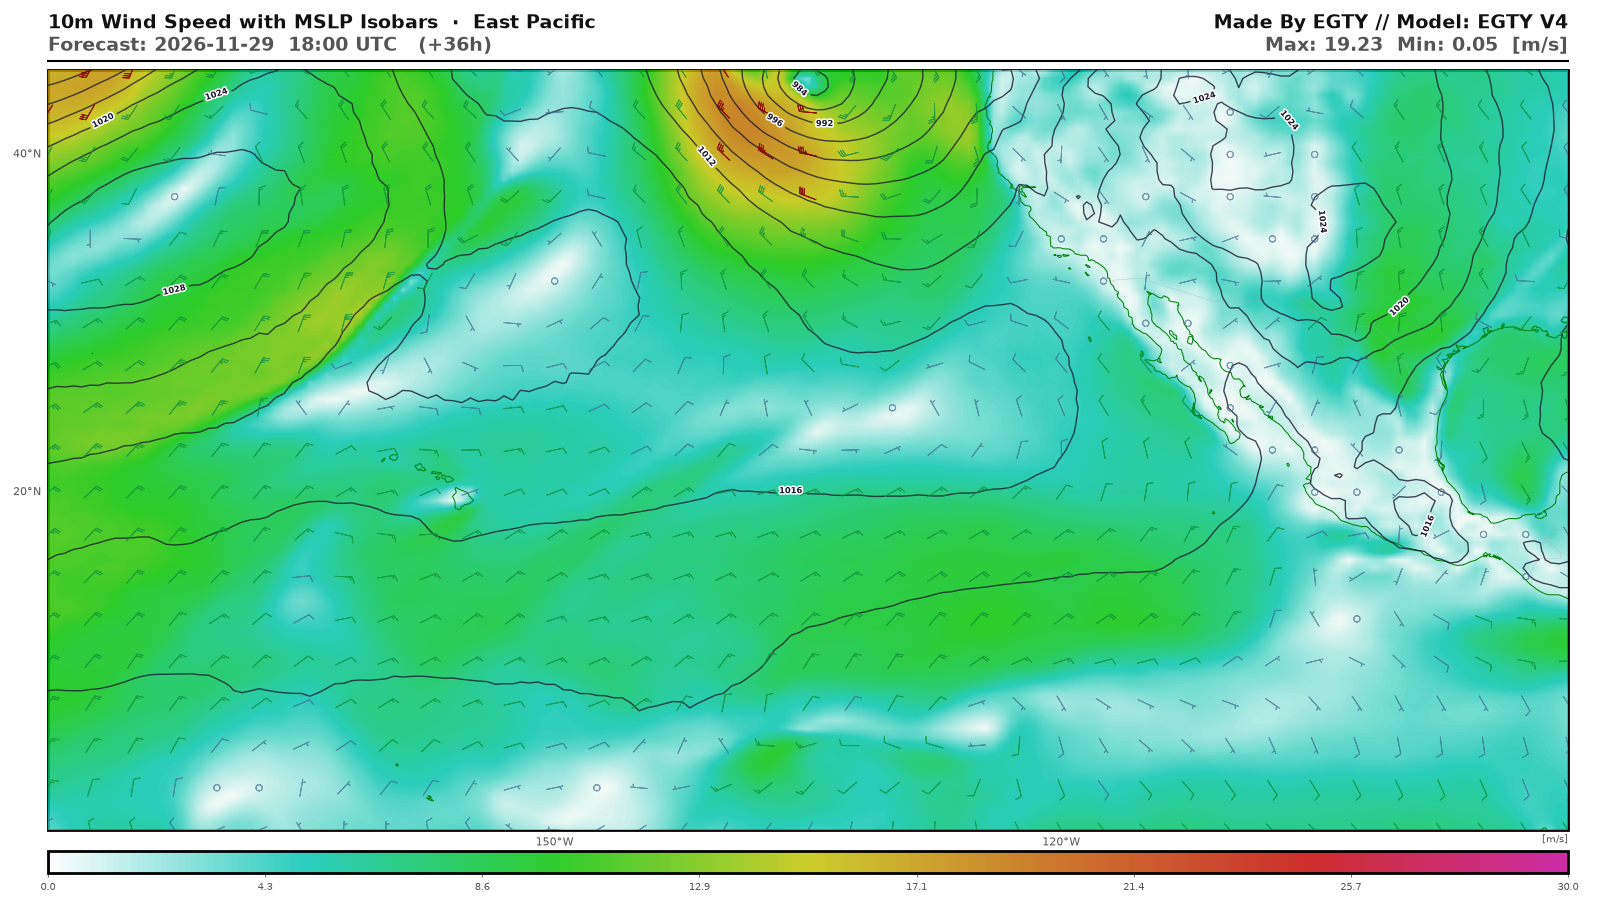 10m Wind Speed with MSLP Isobars · East Pacific
Made By EGTY // Model: EGTY V4
Forecast: 2026-11-29 18:00 UTC (+36h)
Max: 19.23 Min: 0.05 [m/s]
984
1024
1024
1020
996
992
1024
1012
40°N
1024
1028
1020
20°N
1016
1016
150°W
120°W
[m/s]
0.0
4.3
8.6
12.9
17.1
21.4
25.7
30.0